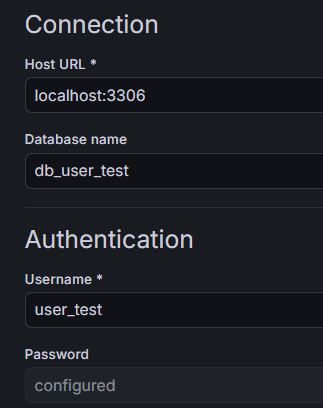 Connection
Host URL *
localhost:3306
Database name
db_user_test
Authentication
Username *
user_test
Password
configured